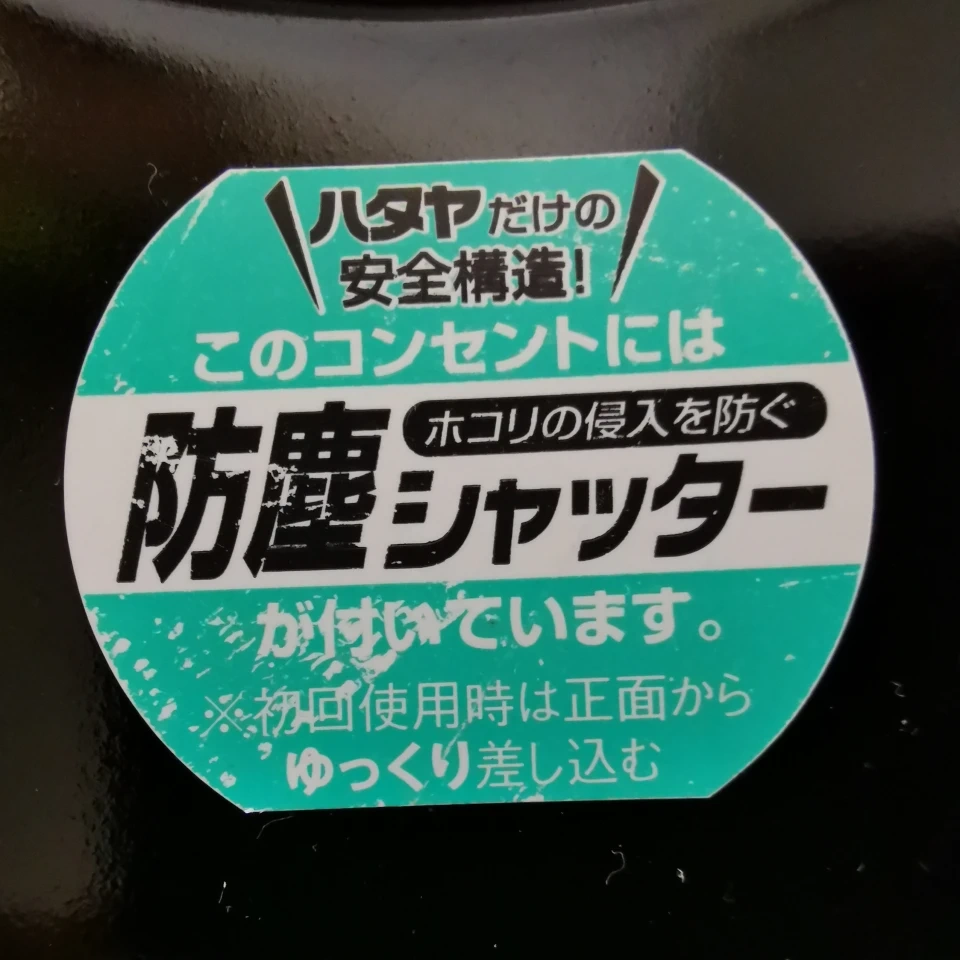 ハタヤだけの
安全構造!
このコンセントには
ホコリの侵入を防ぐ
防塵シャッター
が付いています。
※初回使用時は正面から
ゆっくり差し込む